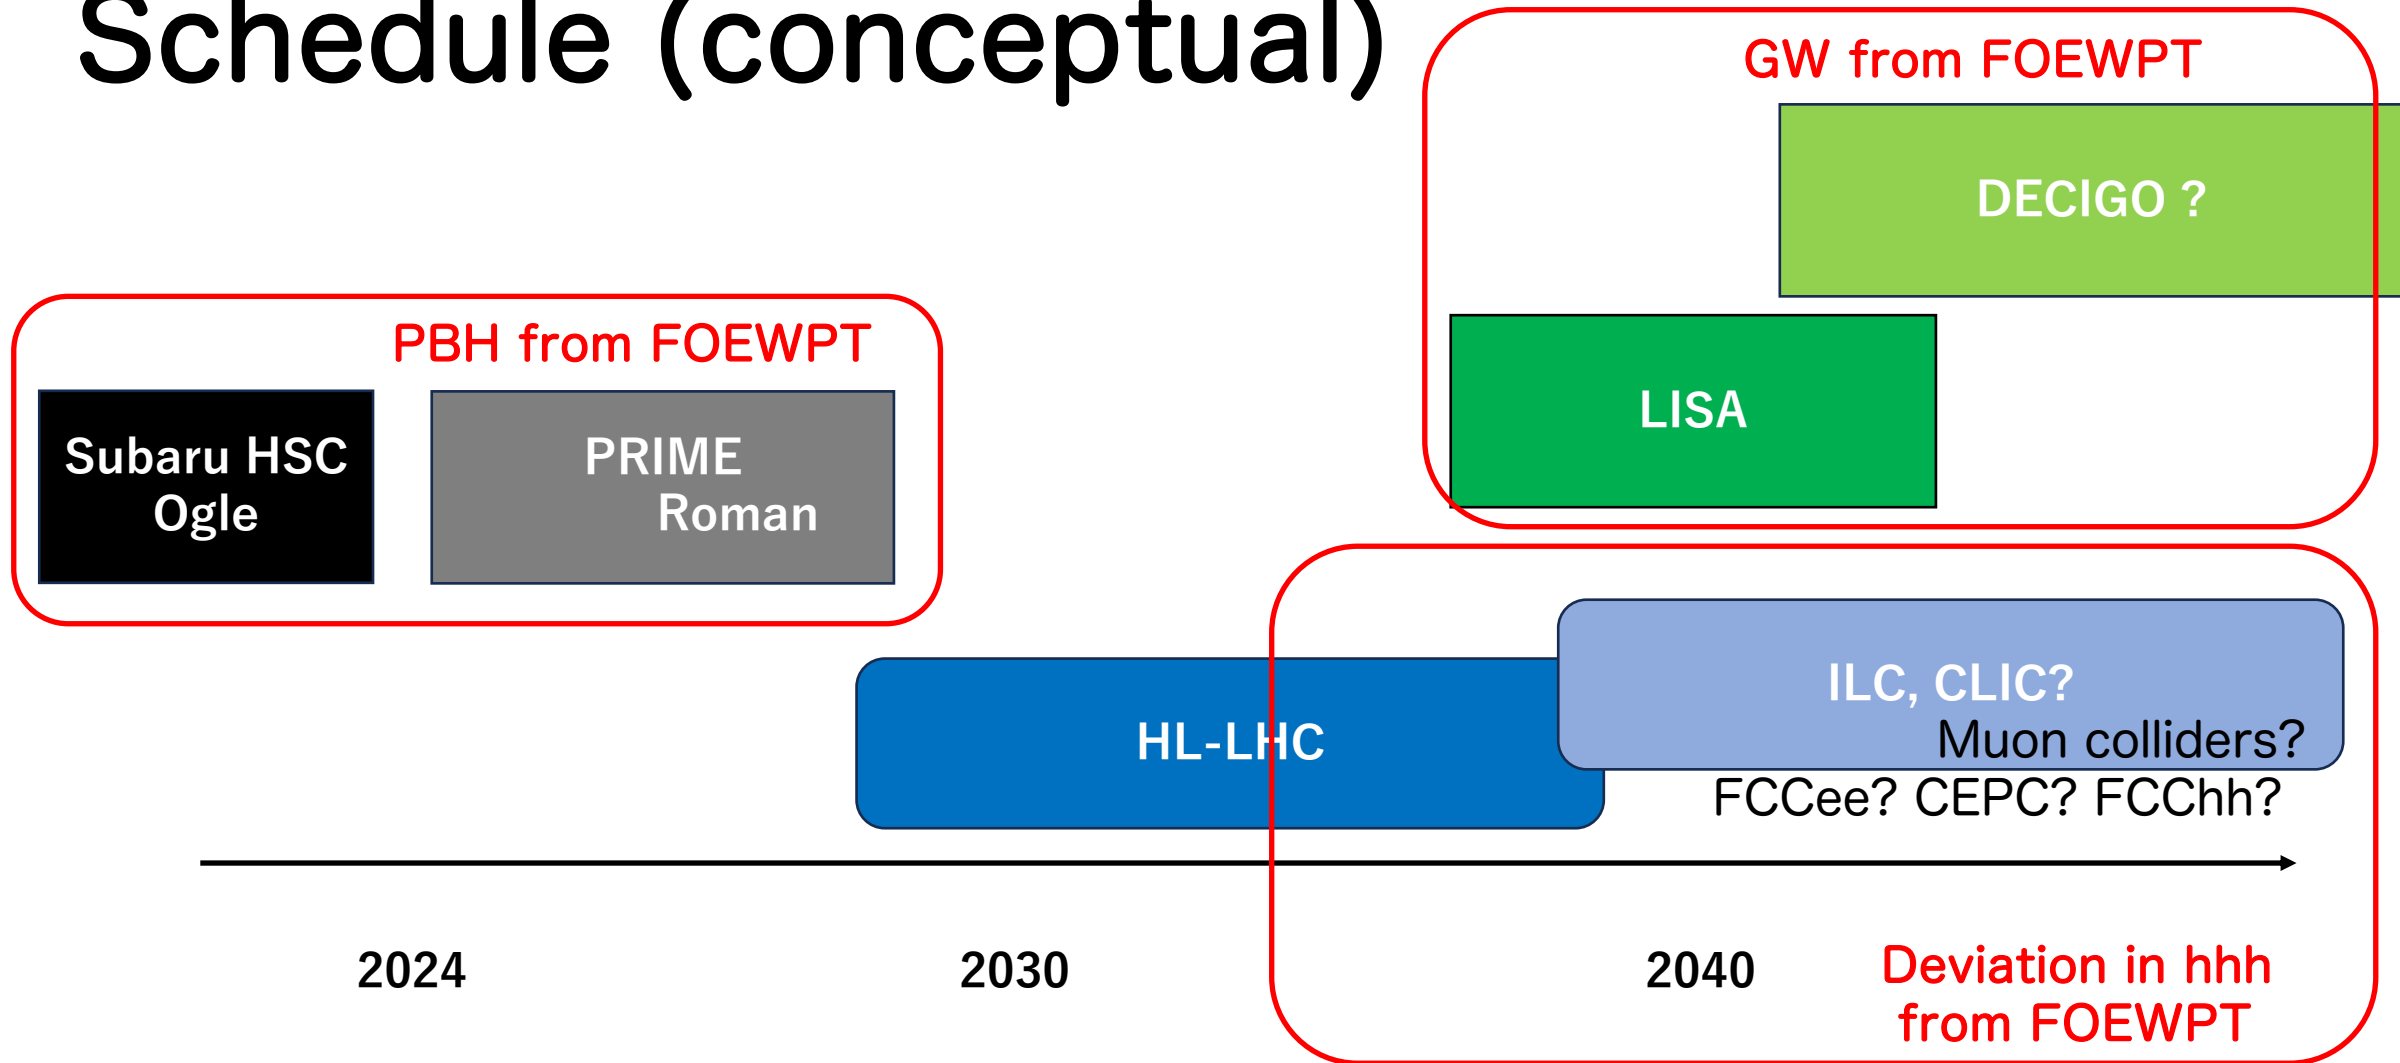 Schedule (conceptual)
GW from FOEWPT
DECIGO ?
LISA
PBH from FOEWPT
Subaru HSC
Ogle
PRIME
Roman
HL-LHC
ILC, CLIC?
Muon colliders?
FCCee? CEPC? FCChh?
2024
2030
2040
Deviation in hhh
from FOEWPT